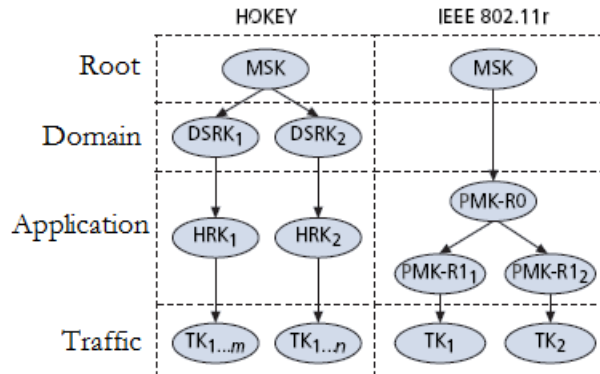 HOKEY IEEE 802.11r
Root MSK MSK
Domain DSRK₁ DSRK₂
PMK-R0
Application HRK₁ HRK₂
PMK-R1₁ PMK-R1₂
Traffic TK₁...m TK₁...n TK₁ TK₂